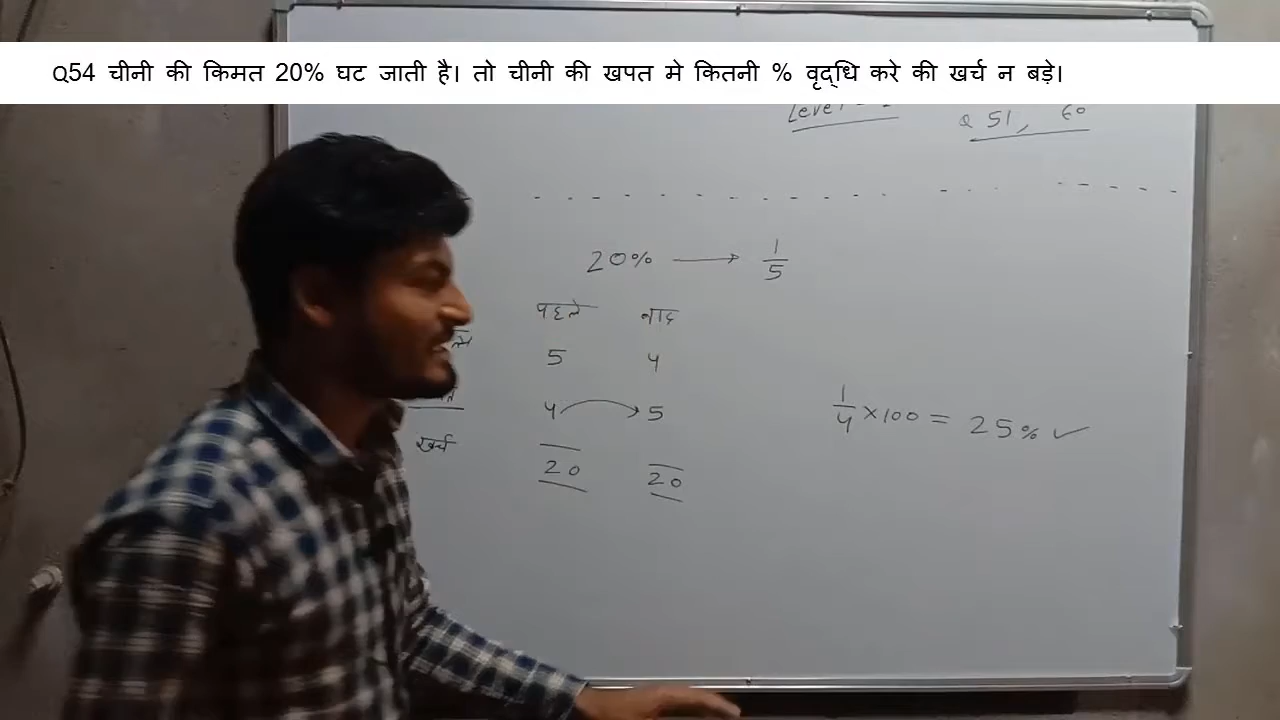 Q54 चीनी की किमत 20% घट जाती है। तो चीनी की खपत मे कितनी % वृद्धि करे की खर्च न बड़े।
Level -
Q 51, 60
20% → 1/5
पहले बाद
5 4
4 → 5
1/4 × 100 = 25% ✓
खर्च
20 20